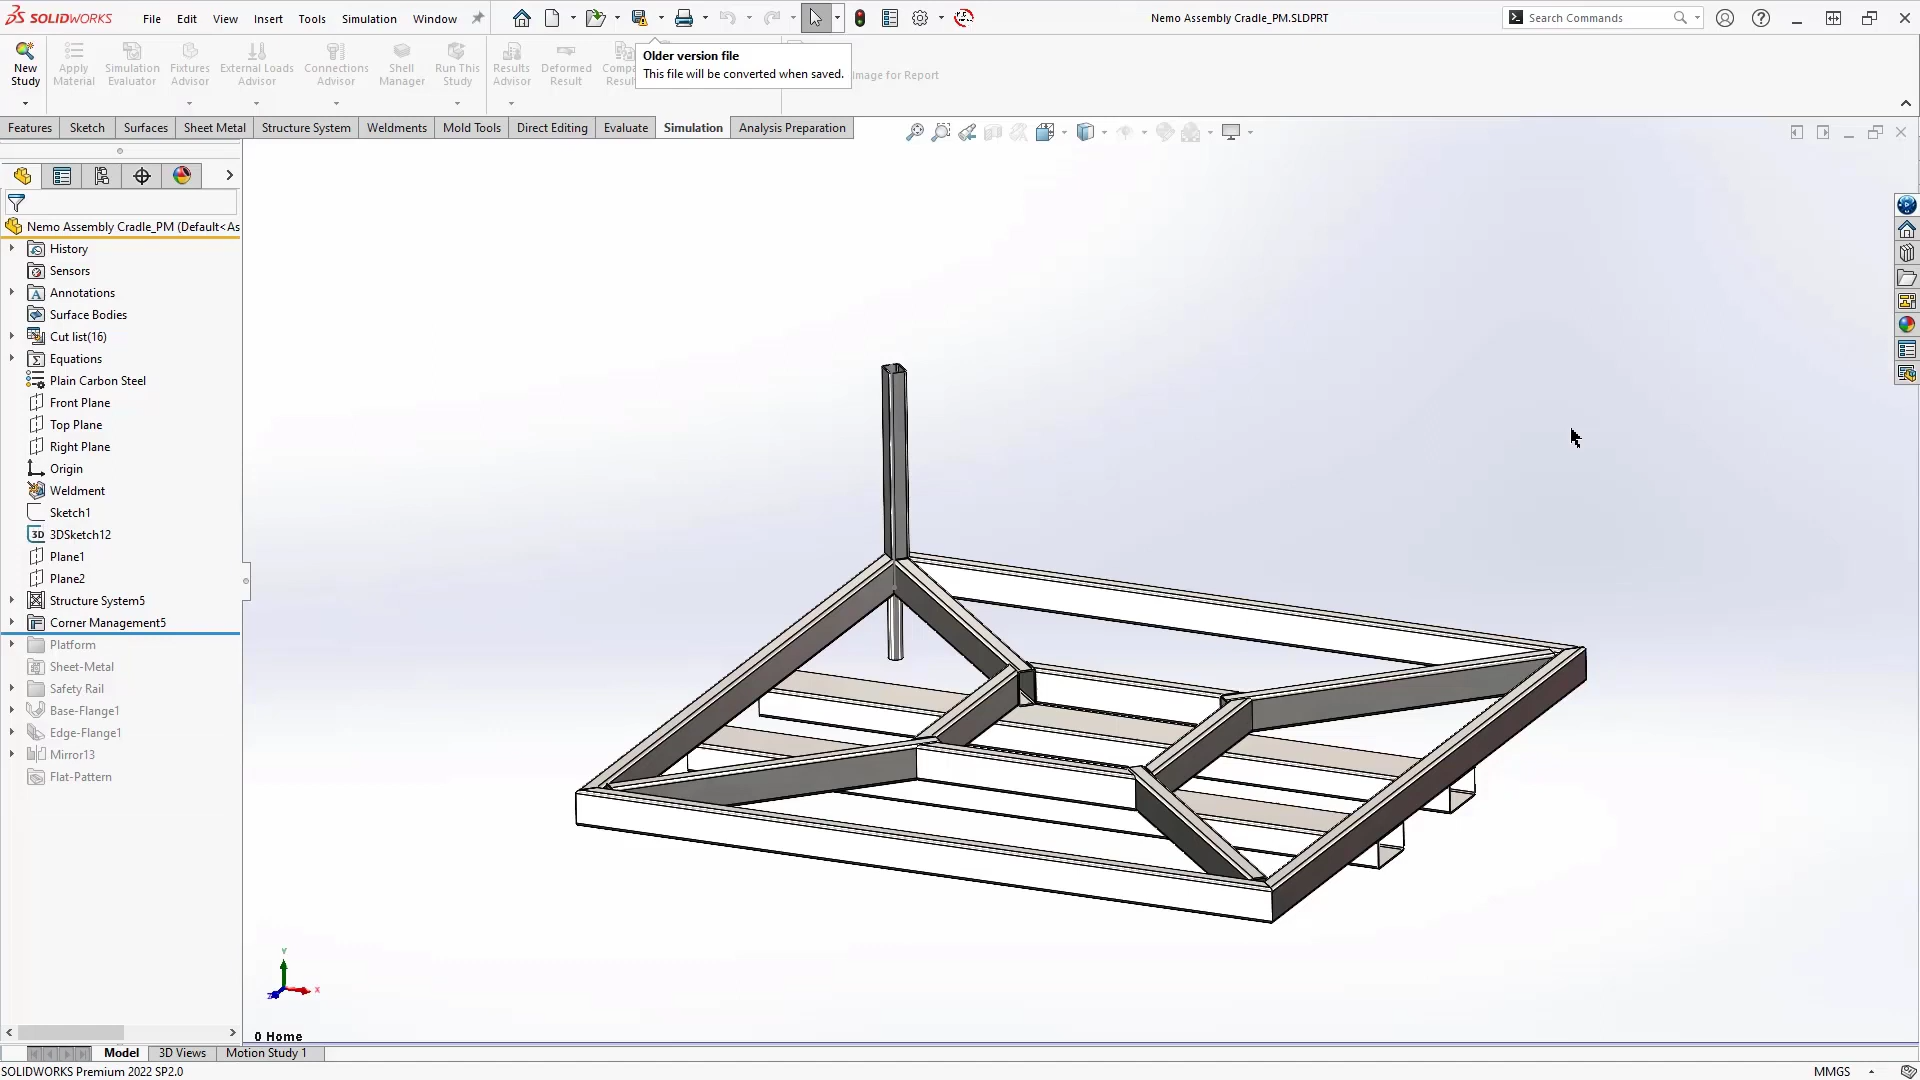 SOLIDWORKS File Edit View Insert Tools Simulation Window Nemo Assembly Cradle_PM.SLDPRT Search Commands
New Study
Apply Material
Simulation Evaluator
Fixtures Advisor
External Loads Advisor
Connections Advisor
Shell Manager
Run This Study
Results Advisor
Deformed Result
Compa
Resul
Older version file
This file will be converted when saved.
Image for Report
Features Sketch Surfaces Sheet Metal Structure System Weldments Mold Tools Direct Editing Evaluate Simulation Analysis Preparation
Nemo Assembly Cradle_PM (Default<As
History
Sensors
Annotations
Surface Bodies
Cut list(16)
Equations
Plain Carbon Steel
Front Plane
Top Plane
Right Plane
Origin
Weldment
Sketch1
3D 3DSketch12
Plane1
Plane2
Structure System5
Corner Management5
Platform
Sheet-Metal
Safety Rail
Base-Flange1
Edge-Flange1
Mirror13
Flat-Pattern
Y
X
Z
0 Home
Model 3D Views Motion Study 1
SOLIDWORKS Premium 2022 SP2.0 MMGS